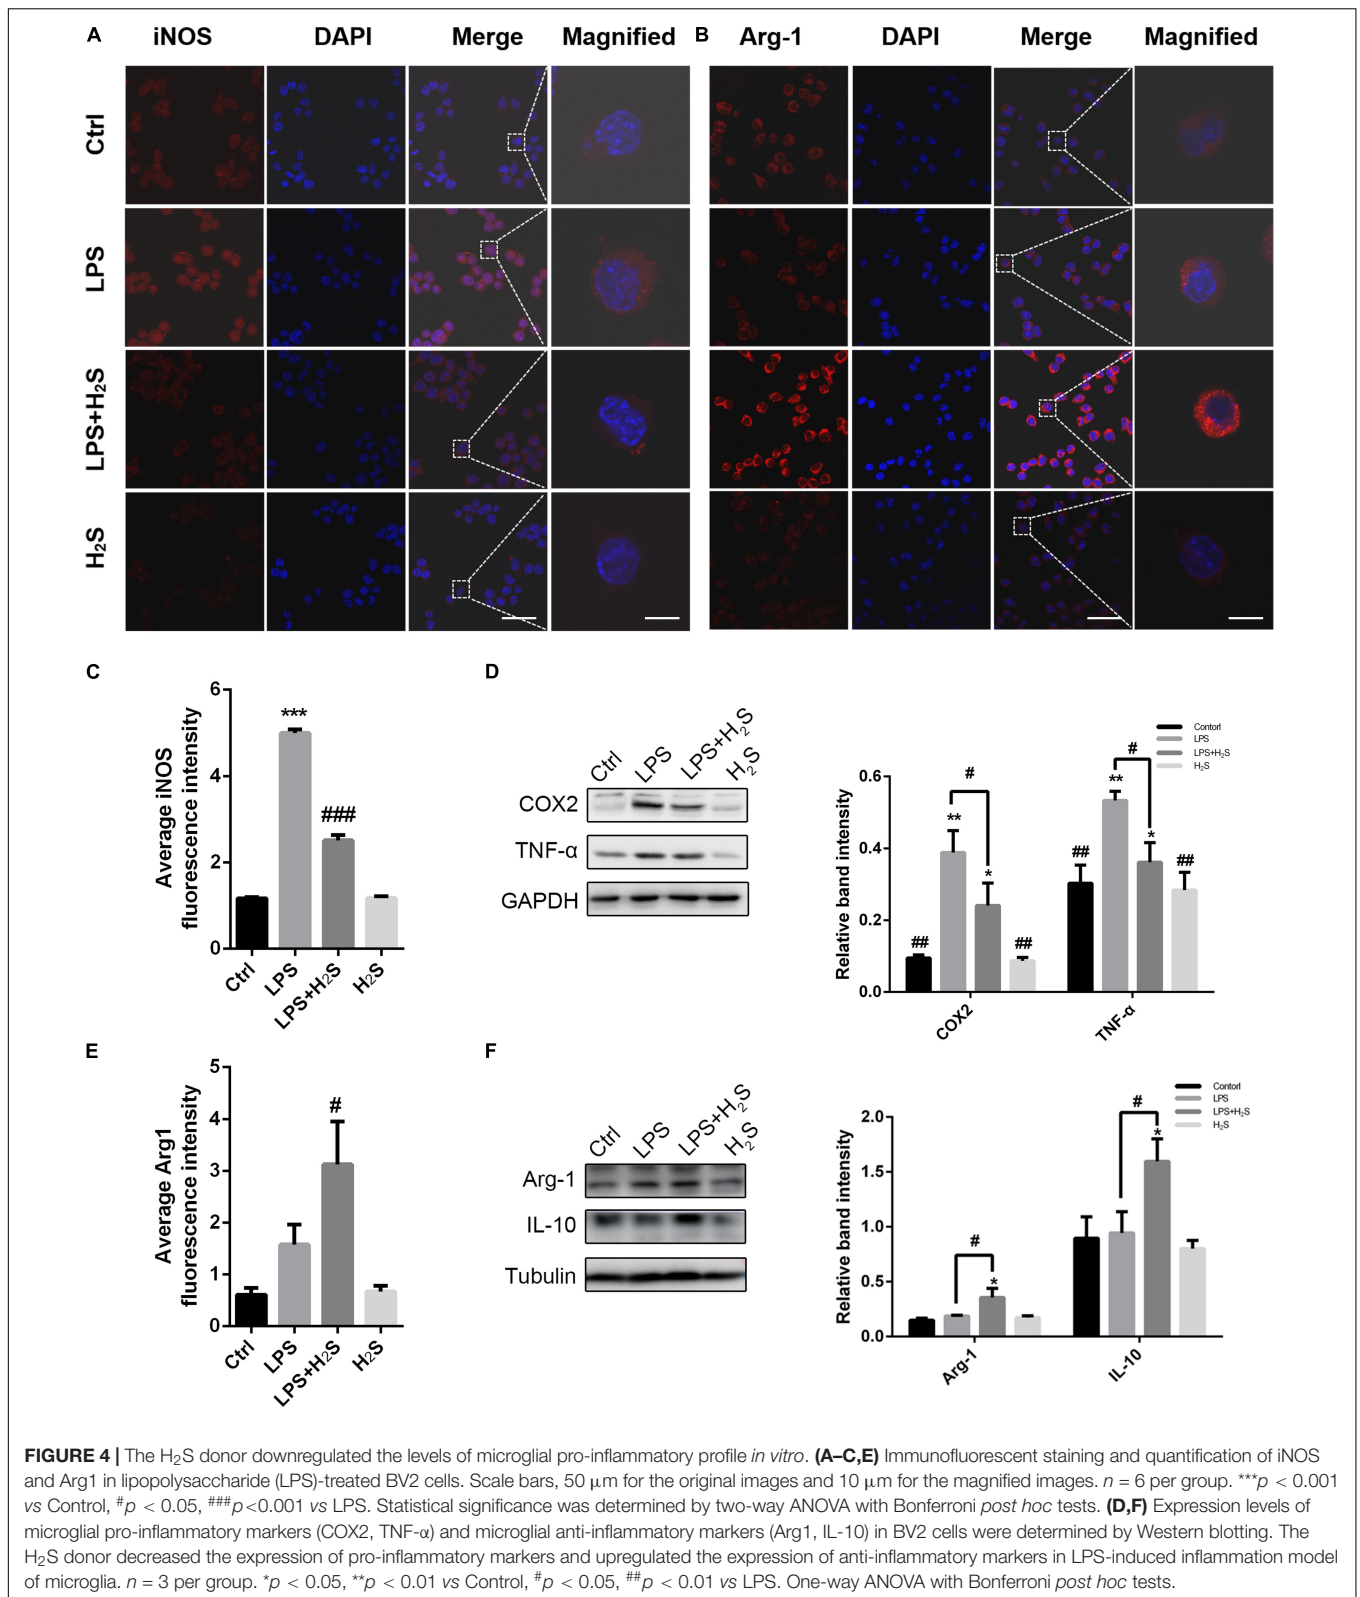 A iNOS DAPI Merge Magnified B Arg-1 DAPI Merge Magnified
Ctrl
LPS
LPS+H₂S
H₂S
C
Average iNOS
fluorescence intensity
6
4
2
0
***
###
Ctrl LPS LPS+H₂S H₂S
D
Ctrl LPS LPS+H₂S H₂S
COX2
TNF-α
GAPDH
Contorl
LPS
LPS+H₂S
H₂S
Relative band intensity
0.6
0.4
0.2
0.0
## ** # * ##
## ** # * ##
COX2 TNF-α
E
Average Arg1
fluorescence intensity
5
4
3
2
1
0
#
Ctrl LPS LPS+H₂S H₂S
F
Ctrl LPS LPS+H₂S H₂S
Arg-1
IL-10
Tubulin
Contorl
LPS
LPS+H₂S
H₂S
Relative band intensity
2.0
1.5
1.0
0.5
0.0
# *
# *
Arg-1 IL-10
FIGURE 4 | The H₂S donor downregulated the levels of microglial pro-inflammatory profile in vitro. (A–C,E) Immunofluorescent staining and quantification of iNOS
and Arg1 in lipopolysaccharide (LPS)-treated BV2 cells. Scale bars, 50 μm for the original images and 10 μm for the magnified images. n = 6 per group. ***p < 0.001
vs Control, #p < 0.05, ###p<0.001 vs LPS. Statistical significance was determined by two-way ANOVA with Bonferroni post hoc tests. (D,F) Expression levels of
microglial pro-inflammatory markers (COX2, TNF-α) and microglial anti-inflammatory markers (Arg1, IL-10) in BV2 cells were determined by Western blotting. The
H₂S donor decreased the expression of pro-inflammatory markers and upregulated the expression of anti-inflammatory markers in LPS-induced inflammation model
of microglia. n = 3 per group. *p < 0.05, **p < 0.01 vs Control, #p < 0.05, ##p < 0.01 vs LPS. One-way ANOVA with Bonferroni post hoc tests.